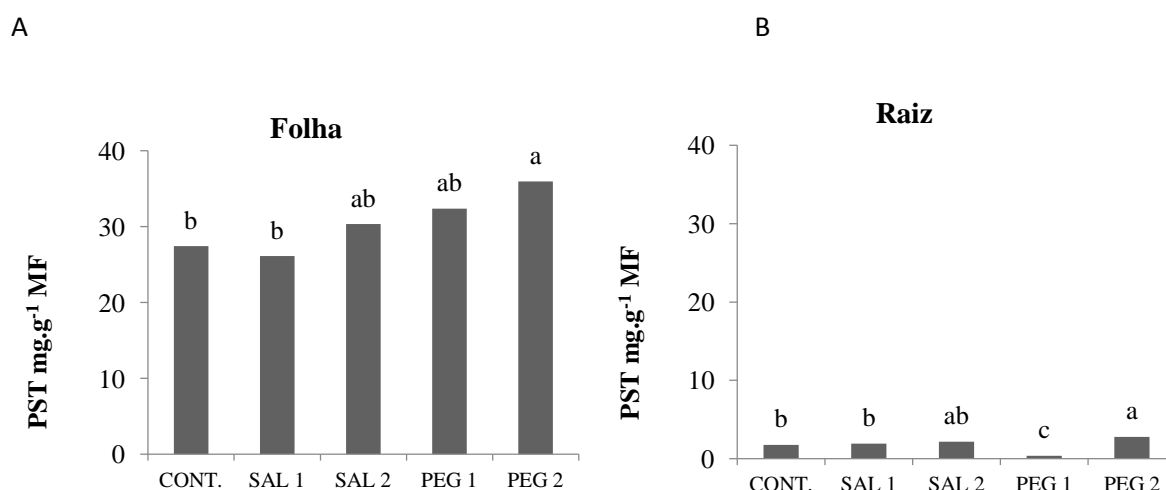 A
B
Folha
40
30
20
10
0
PST mg.g⁻¹ MF
b
b
ab
ab
a
CONT.
SAL 1
SAL 2
PEG 1
PEG 2
Raiz
40
30
20
10
0
PST mg.g⁻¹ MF
b
b
ab
c
a
CONT.
SAL 1
SAL 2
PEG 1
PEG 2